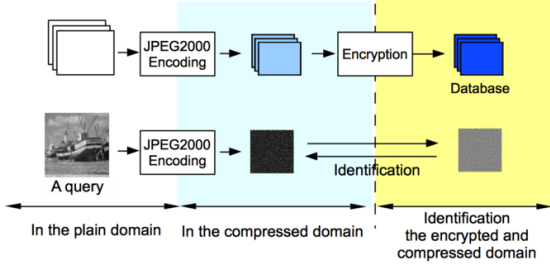 JPEG2000
Encoding
Encryption
Database
JPEG2000
Encoding
A query
Identification
In the plain domain
In the compressed domain
Identification
the encrypted and
compressed domain